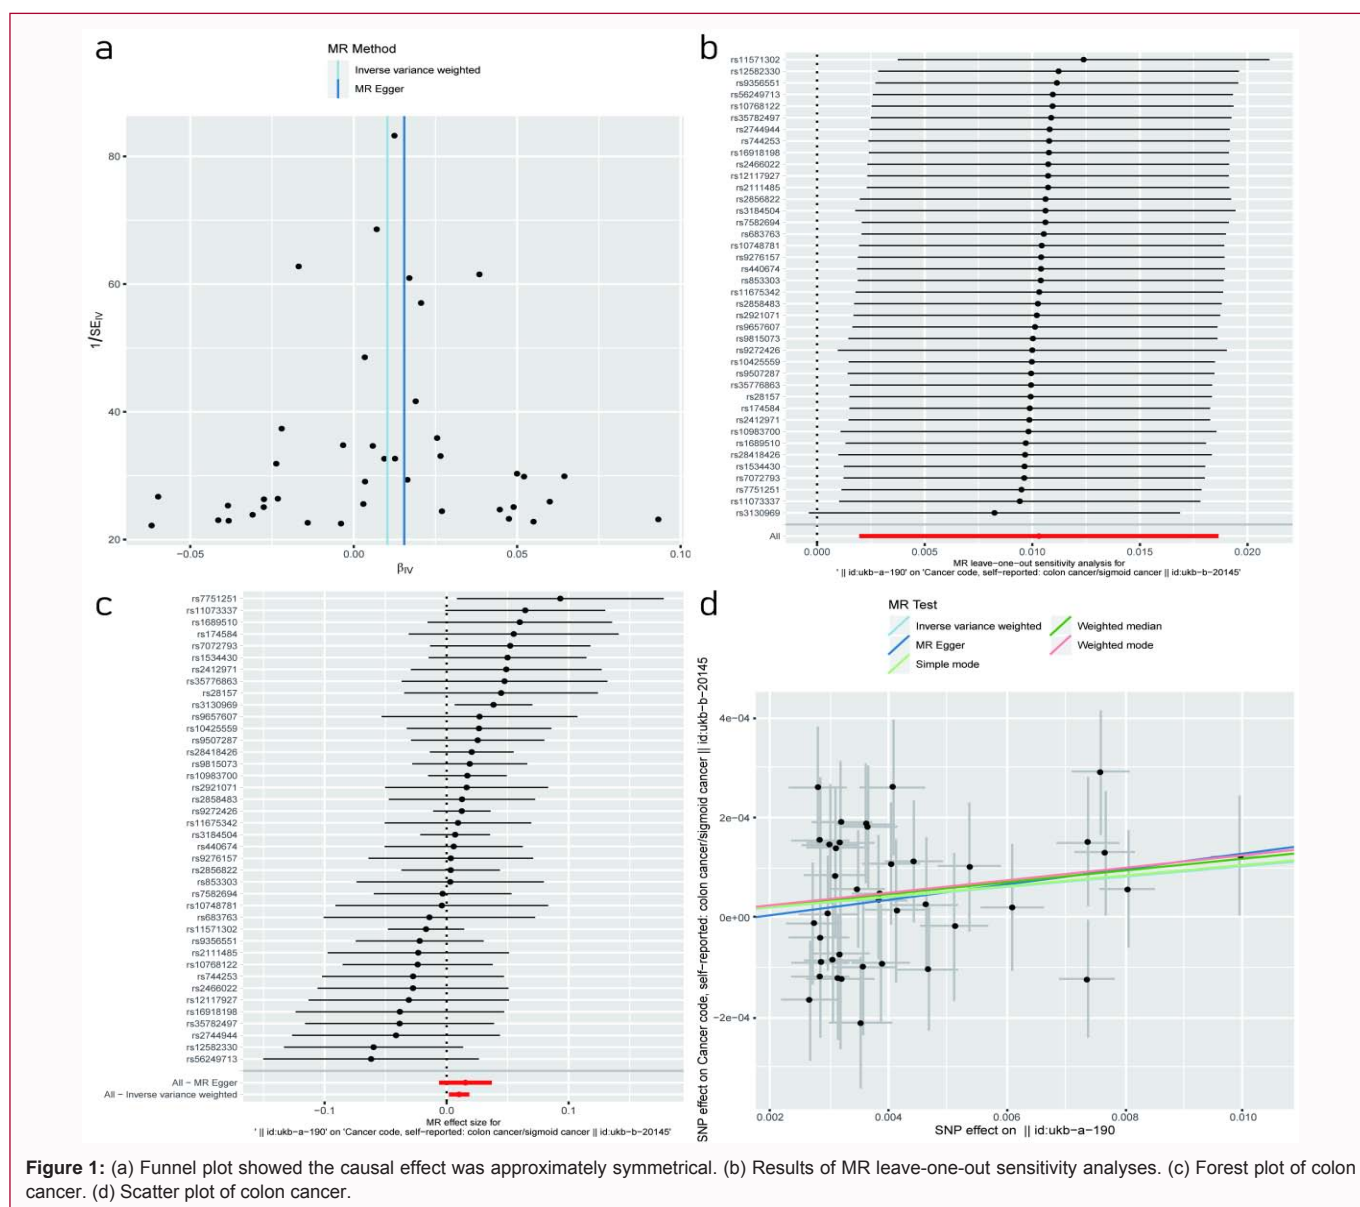 a
MR Method
Inverse variance weighted
MR Egger
80
60
40
20
1/SEIV
−0.05
0.00
0.05
0.10
βIV
b
rs11571302
rs12582330
rs9356551
rs56249713
rs10768122
rs35782497
rs2744944
rs744253
rs16918198
rs2466022
rs12117927
rs2111485
rs2856822
rs3184504
rs7582694
rs683763
rs10748781
rs9276157
rs440674
rs853303
rs11675342
rs2858483
rs2921071
rs9657607
rs9815073
rs9272426
rs10425559
rs9507287
rs35776863
rs28157
rs174584
rs2412971
rs10983700
rs1689510
rs28418426
rs1534430
rs7072793
rs7751251
rs11073337
rs3130969
All
0.000
0.005
0.010
0.015
0.020
MR leave−one−out sensitivity analysis for
' || id:ukb−a−190' on 'Cancer code, self−reported: colon cancer/sigmoid cancer || id:ukb−b−20145'
c
rs7751251
rs11073337
rs1689510
rs174584
rs7072793
rs1534430
rs2412971
rs35776863
rs28157
rs3130969
rs9657607
rs10425559
rs9507287
rs28418426
rs9815073
rs10983700
rs2921071
rs2858483
rs9272426
rs11675342
rs3184504
rs440674
rs9276157
rs2856822
rs853303
rs7582694
rs10748781
rs683763
rs11571302
rs9356551
rs2111485
rs10768122
rs744253
rs2466022
rs12117927
rs16918198
rs35782497
rs2744944
rs12582330
rs56249713
All − MR Egger
All − Inverse variance weighted
−0.1
0.0
0.1
MR effect size for
' || id:ukb−a−190' on 'Cancer code, self−reported: colon cancer/sigmoid cancer || id:ukb−b−20145'
d
MR Test
Inverse variance weighted
MR Egger
Simple mode
Weighted median
Weighted mode
SNP effect on Cancer code, self−reported: colon cancer/sigmoid cancer || id:ukb−b−20145
4e−04
2e−04
0e+00
−2e−04
0.002
0.004
0.006
0.008
0.010
SNP effect on || id:ukb−a−190
Figure 1: (a) Funnel plot showed the causal effect was approximately symmetrical. (b) Results of MR leave-one-out sensitivity analyses. (c) Forest plot of colon
cancer. (d) Scatter plot of colon cancer.